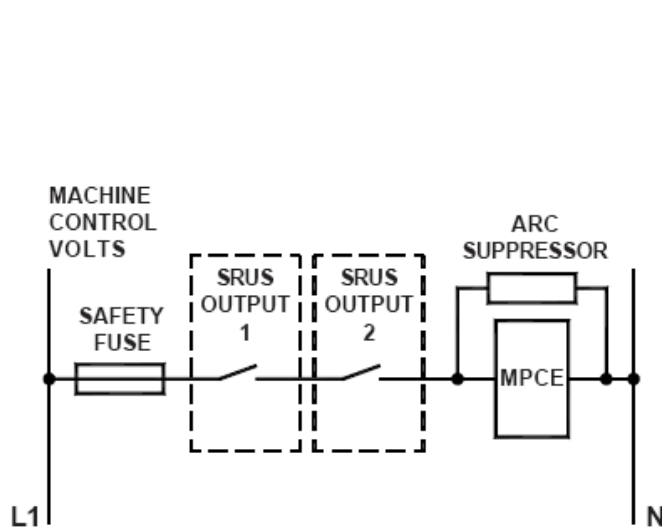 MACHINE
CONTROL
VOLTS
ARC
SUPPRESSOR
SAFETY
FUSE
SRUS
OUTPUT
1
SRUS
OUTPUT
2
MPCE
L1
N